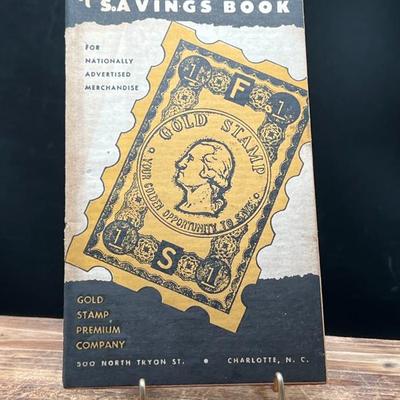 SAVINGS BOOK
FOR
NATIONALLY
ADVERTISED
MERCHANDISE
1 F 1
GOLD STAMP
• YOUR GOLDEN OPPORTUNITY TO SAVE •
1 S 1
GOLD
STAMP
PREMIUM
COMPANY
500 NORTH TRYON ST. • CHARLOTTE, N. C.